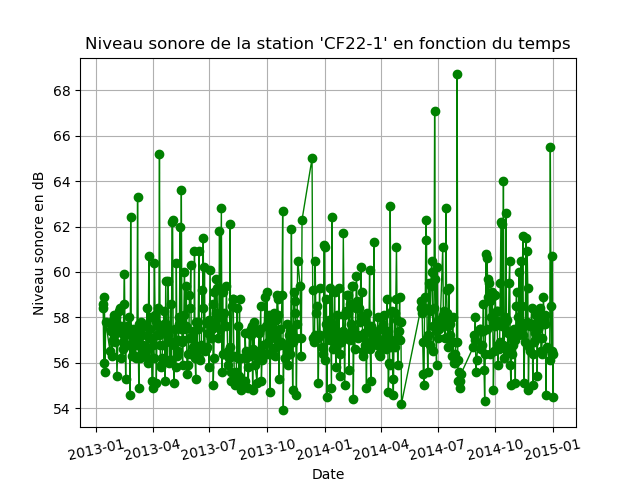 Niveau sonore de la station 'CF22-1' en fonction du temps
Niveau sonore en dB
68
66
64
62
60
58
56
54
2013-01 2013-04 2013-07 2013-10 2014-01 2014-04 2014-07 2014-10 2015-01
Date